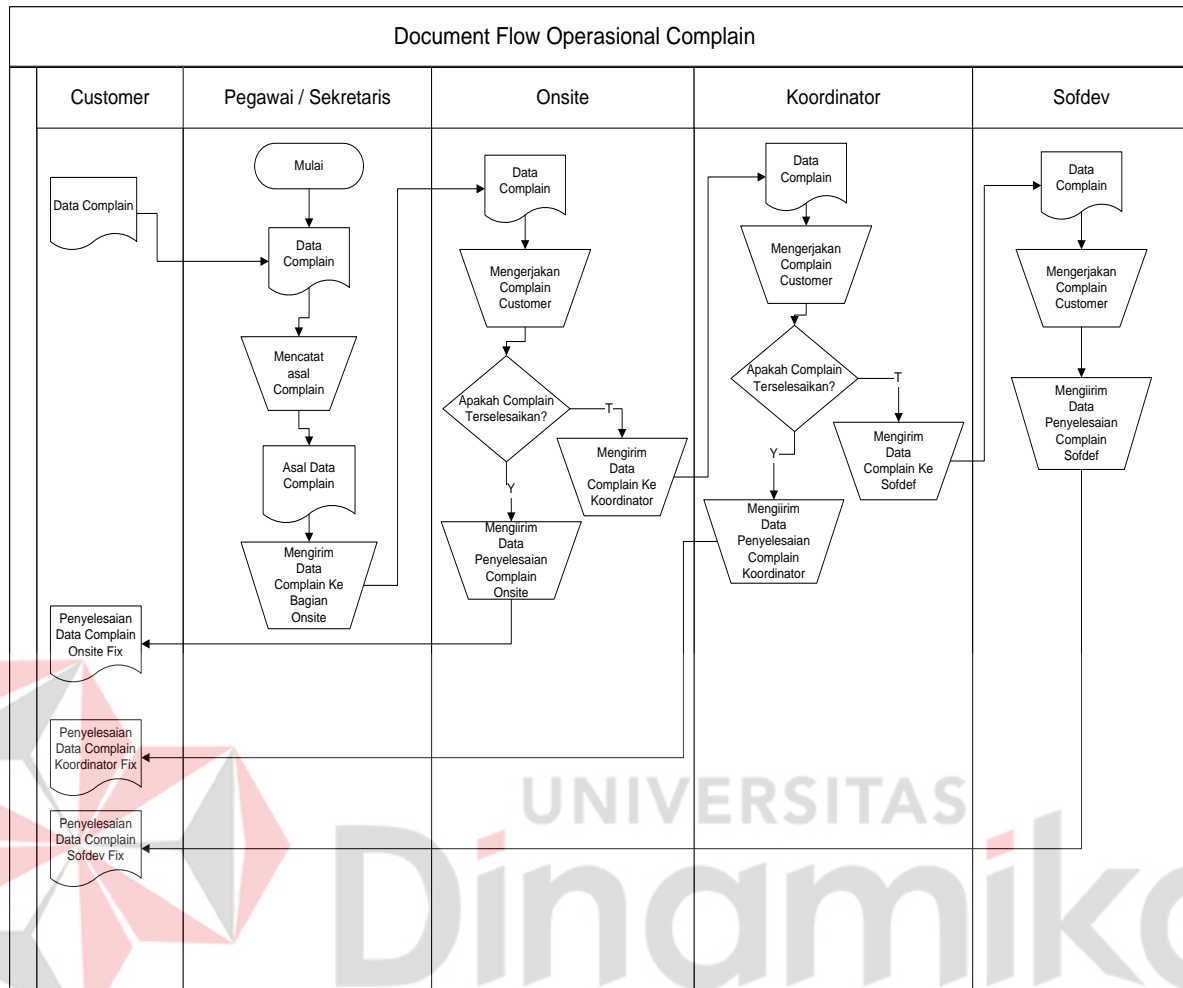 Document Flow Operasional Complain
Customer
Pegawai / Sekretaris
Onsite
Koordinator
Sofdev
Data Complain
Penyelesaian
Data Complain
Onsite Fix
Penyelesaian
Data Complain
Koordinator Fix
Penyelesaian
Data Complain
Sofdev Fix
Mulai
Data
Complain
Mencatat
asal
Complain
Asal Data
Complain
Mengirim
Data
Complain Ke
Bagian
Onsite
Data
Complain
Mengerjakan
Complain
Customer
Apakah Complain
Terselesaikan?
T
Y
Mengirim
Data
Complain Ke
Koordinator
Mengiirim
Data
Penyelesaian
Complain
Onsite
Data
Complain
Mengerjakan
Complain
Customer
Apakah Complain
Terselesaikan?
T
Y
Mengirim
Data
Complain Ke
Sofdef
Mengiirim
Data
Penyelesaian
Complain
Koordinator
Data
Complain
Mengerjakan
Complain
Customer
Mengiirim
Data
Penyelesaian
Complain
Sofdef
UNIVERSITAS
Dinamika